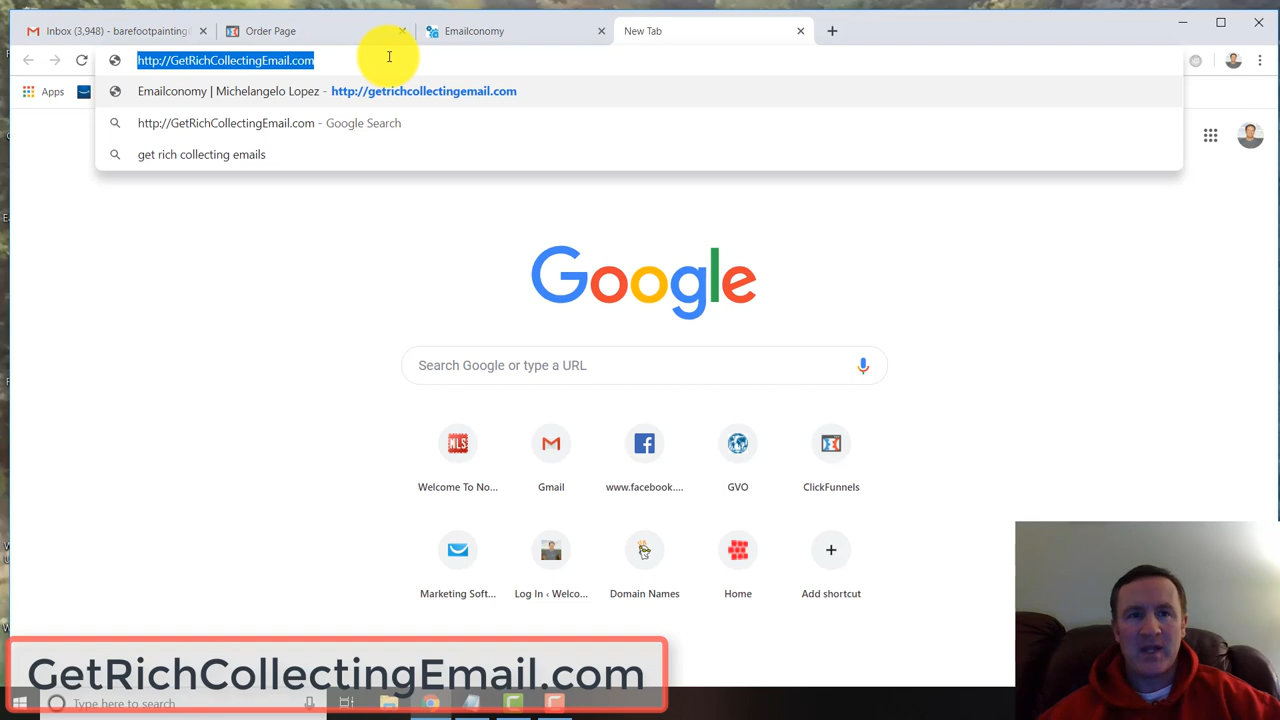 Inbox (3,948) - barefootpainting
Order Page
Emailconomy
New Tab
http://GetRichCollectingEmail.com
Emailconomy | Michelangelo Lopez - http://getrichcollectingemail.com
http://GetRichCollectingEmail.com - Google Search
get rich collecting emails
Apps
Google
Search Google or type a URL
NLS
Welcome To No...
Gmail
www.facebook....
GVO
ClickFunnels
Marketing Soft...
Log In ‹ Welco...
Domain Names
Home
Add shortcut
GetRichCollectingEmail.com
Type here to search